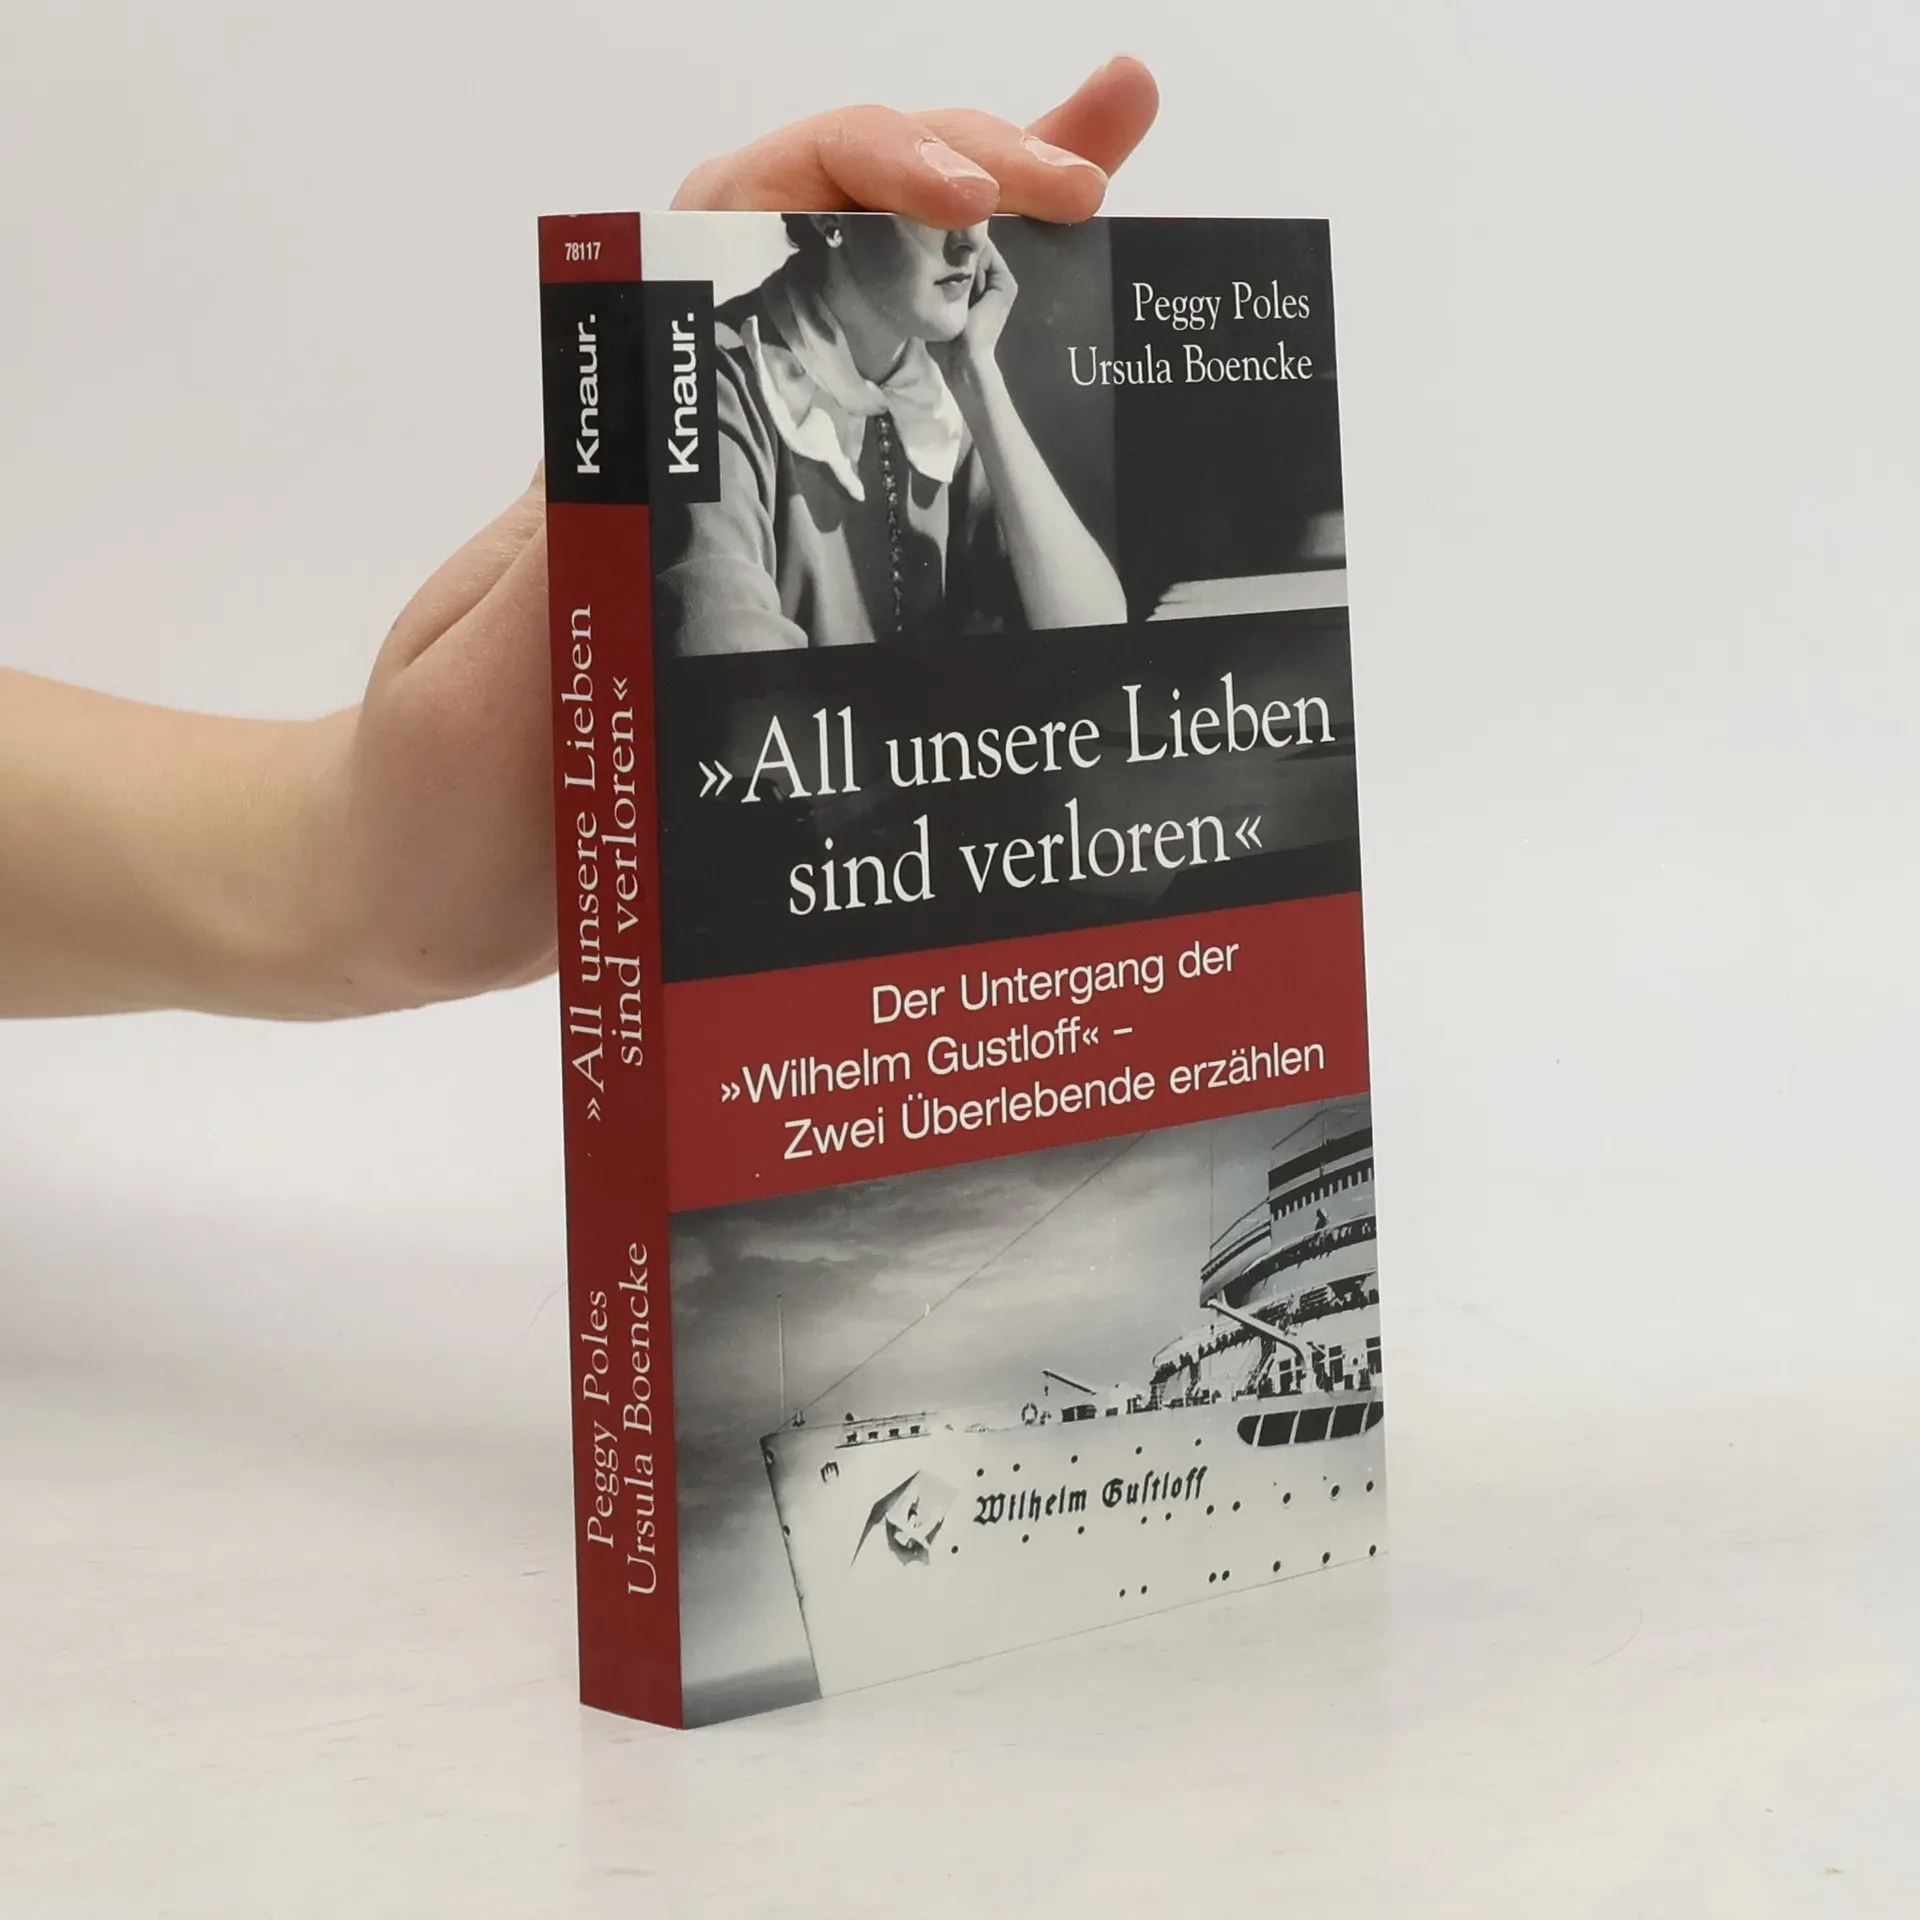 78117
Knaur.
»All unsere Lieben
sind verloren«
Peggy Poles
Ursula Boencke
Knaur.
Peggy Poles
Ursula Boencke
»All unsere Lieben
sind verloren«
Der Untergang der
»Wilhelm Gustloff« –
Zwei Überlebende erzählen
Wilhelm Guſtloff